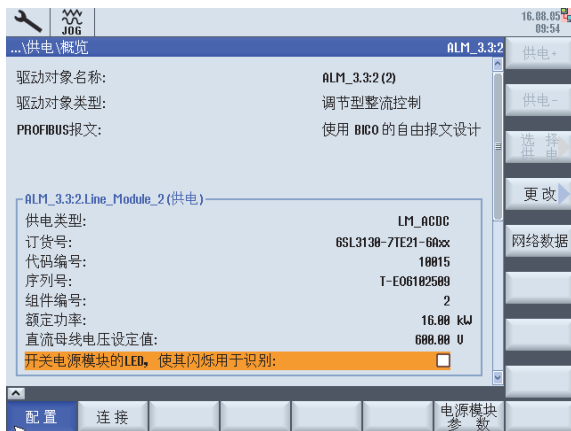 JOG
16.08.05
09:54
...\供电\概览
ALM_3.3:2
供电+
驱动对象名称: ALM_3.3:2 (2)
驱动对象类型: 调节型整流控制
供电-
PROFIBUS报文: 使用 BICO 的自由报文设计
选择
供电
更改
ALM_3.3:2.Line_Module_2 (供电)
供电类型: LM_ACDC
订货号: 6SL3130-7TE21-6Axx
网络数据
代码编号: 10015
序列号: T-E06102509
组件编号: 2
额定功率: 16.00 kW
直流母线电压设定值: 600.00 V
开关电源模块的LED, 使其闪烁用于识别:
配置
连接
电源模块
参数